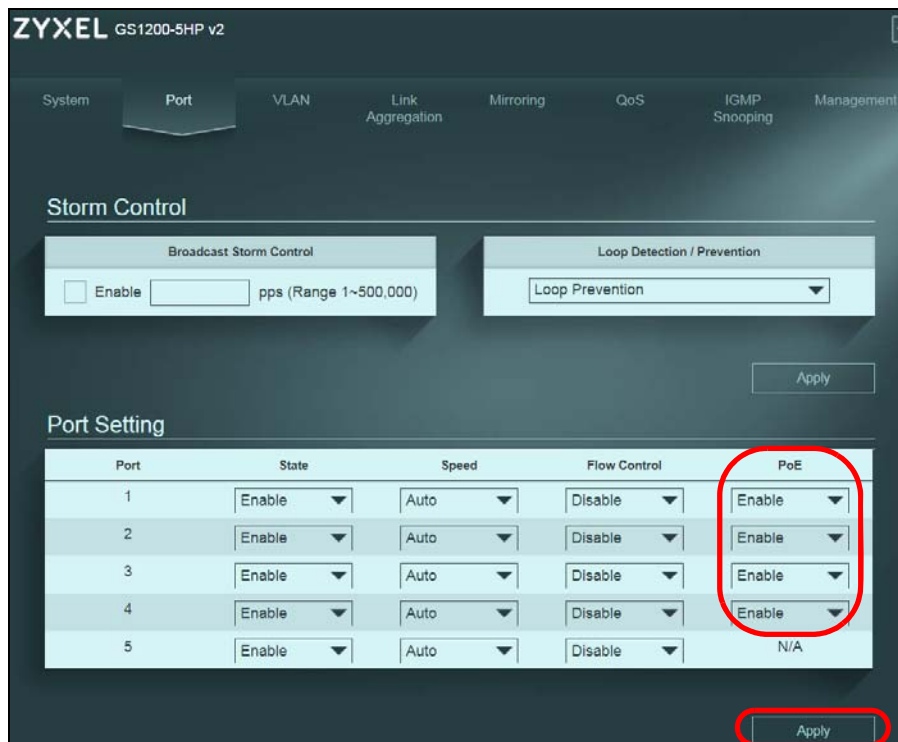 ZYXEL GS1200-5HP v2
System Port VLAN Link Aggregation Mirroring QoS IGMP Snooping Management
Storm Control
Broadcast Storm Control
Enable pps (Range 1~500,000)
Loop Detection / Prevention
Loop Prevention
Apply
Port Setting
Port State Speed Flow Control PoE
1 Enable Auto Disable Enable
2 Enable Auto Disable Enable
3 Enable Auto Disable Enable
4 Enable Auto Disable Enable
5 Enable Auto Disable N/A
Apply